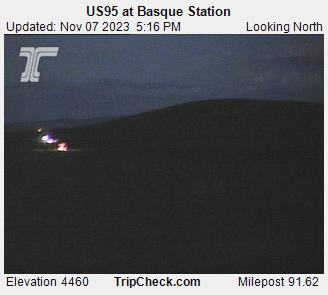 US95 at Basque Station
Updated: Nov 07 2023 5:16 PM Looking North
Elevation 4460 TripCheck.com Milepost 91.62